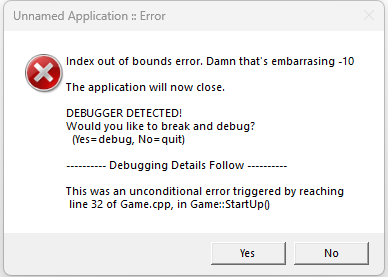 Unnamed Application :: Error
Index out of bounds error. Damn that's embarrasing -10
The application will now close.
DEBUGGER DETECTED!
Would you like to break and debug?
(Yes=debug, No=quit)
---------- Debugging Details Follow ----------
This was an unconditional error triggered by reaching
line 32 of Game.cpp, in Game::StartUp()
Yes
No